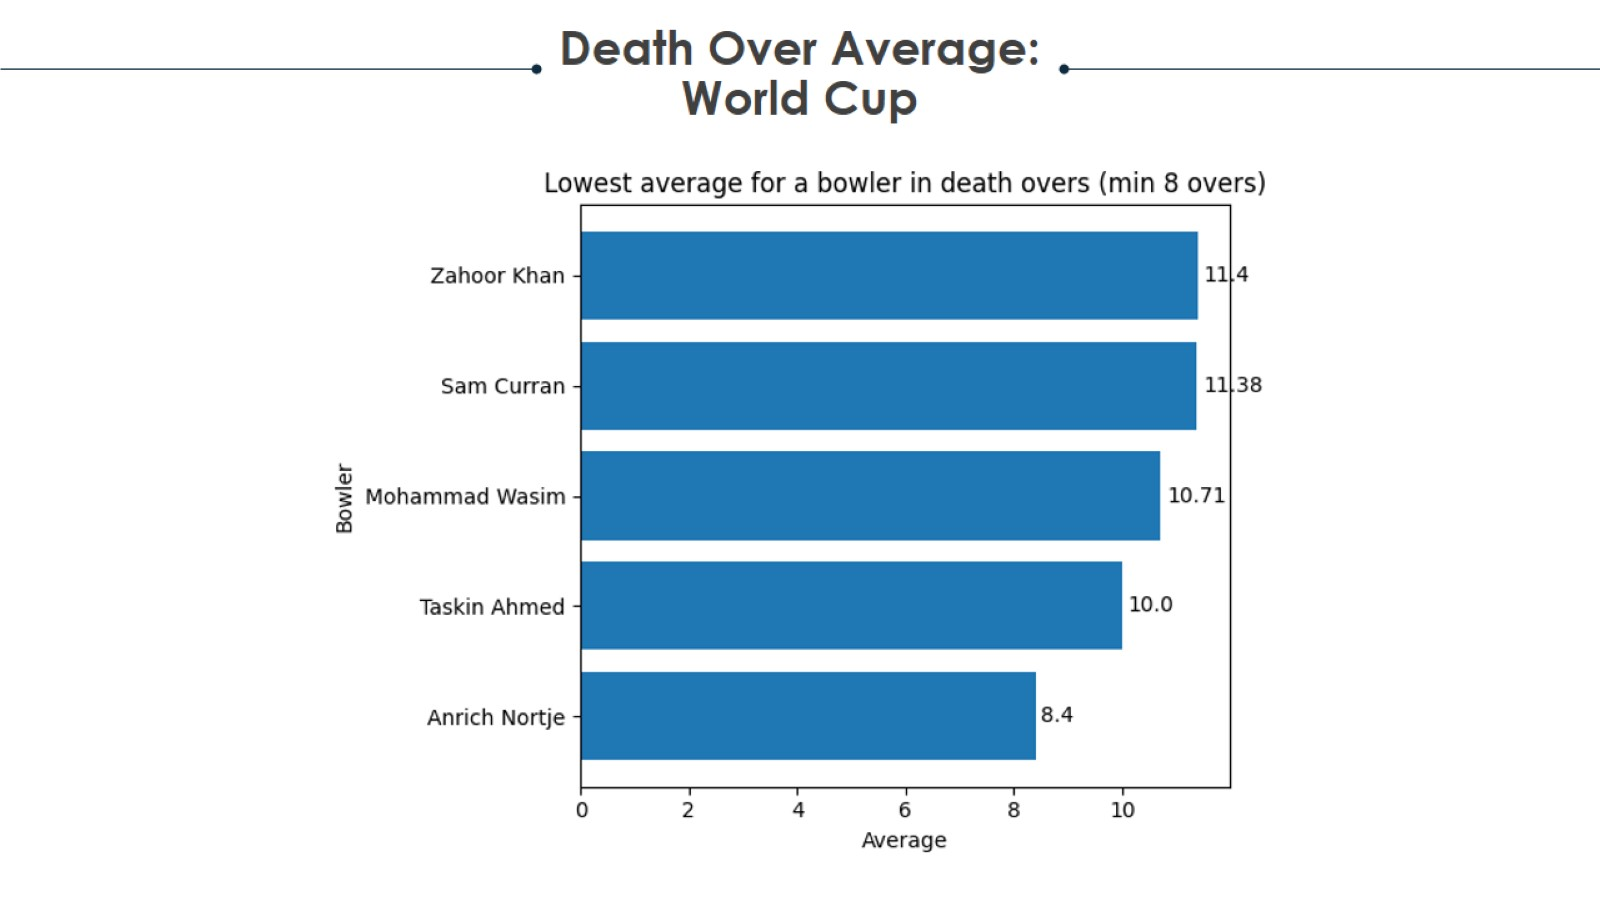 Death Over Average:
World Cup
Lowest average for a bowler in death overs (min 8 overs)
Zahoor Khan
11.4
Sam Curran
11.38
Mohammad Wasim
10.71
Taskin Ahmed
10.0
Anrich Nortje
8.4
Bowler
0 2 4 6 8 10
Average